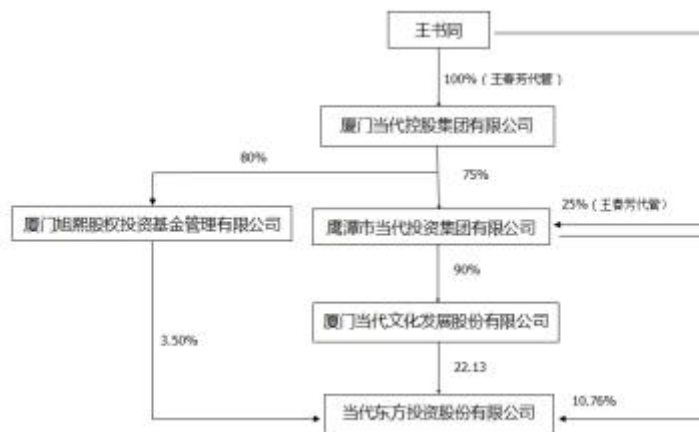 王书同
100%（王春芳代管）
厦门当代控股集团有限公司
80%
75%
25%（王春芳代管）
厦门旭熙股权投资基金管理有限公司
鹰潭市当代投资集团有限公司
90%
厦门当代文化发展股份有限公司
3.50%
22.13
10.76%
当代东方投资股份有限公司